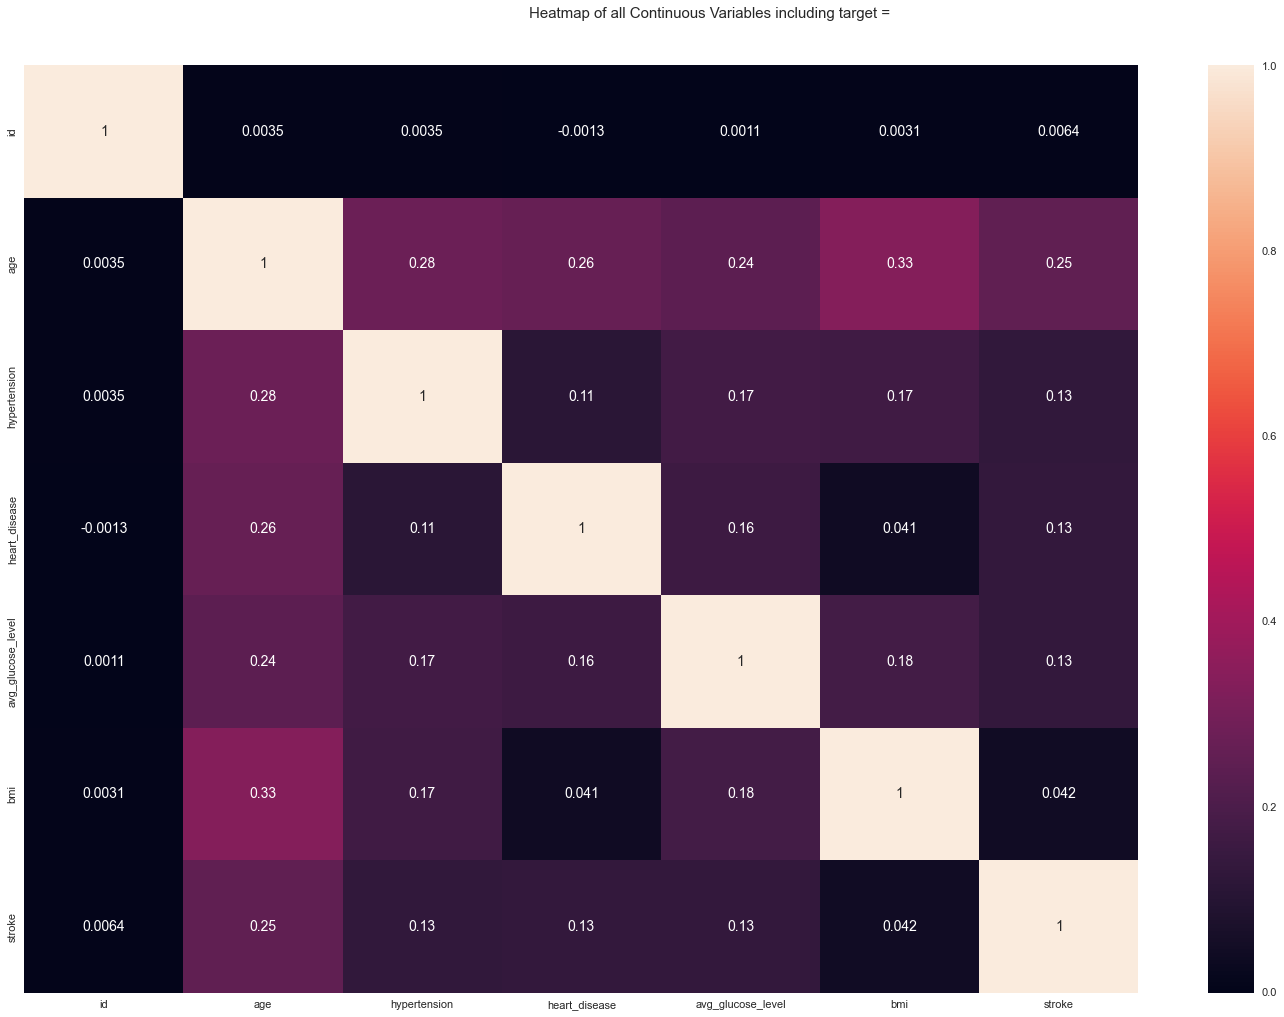 Heatmap of all Continuous Variables including target =
id 1 0.0035 0.0035 -0.0013 0.0011 0.0031 0.0064
age 0.0035 1 0.28 0.26 0.24 0.33 0.25
hypertension 0.0035 0.28 1 0.11 0.17 0.17 0.13
heart_disease -0.0013 0.26 0.11 1 0.16 0.041 0.13
avg_glucose_level 0.0011 0.24 0.17 0.16 1 0.18 0.13
bmi 0.0031 0.33 0.17 0.041 0.18 1 0.042
stroke 0.0064 0.25 0.13 0.13 0.13 0.042 1
id age hypertension heart_disease avg_glucose_level bmi stroke
1.0
0.8
0.6
0.4
0.2
0.0